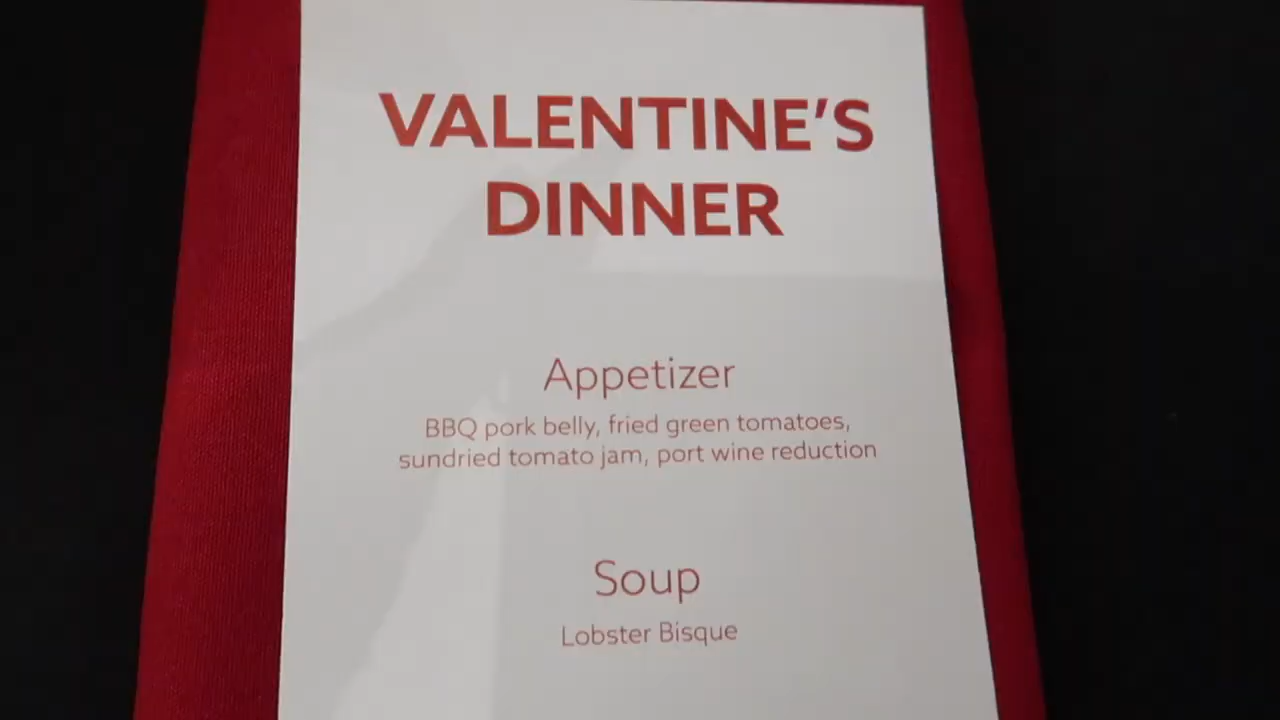 VALENTINE'S
DINNER
Appetizer
BBQ pork belly, fried green tomatoes,
sundried tomato jam, port wine reduction
Soup
Lobster Bisque